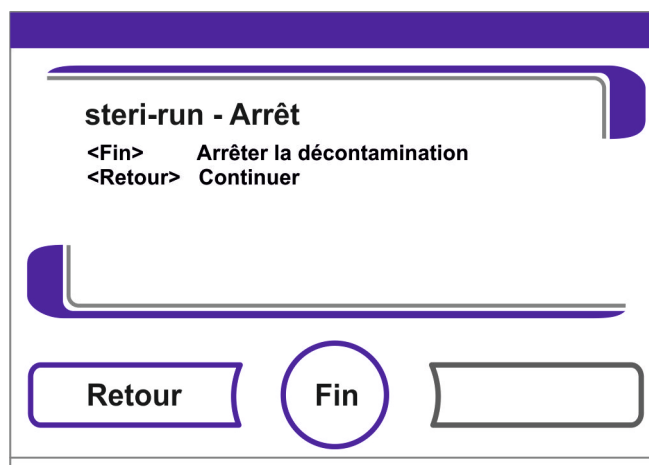 steri-run - Arrêt
<Fin> Arrêter la décontamination
<Retour> Continuer
Retour
Fin